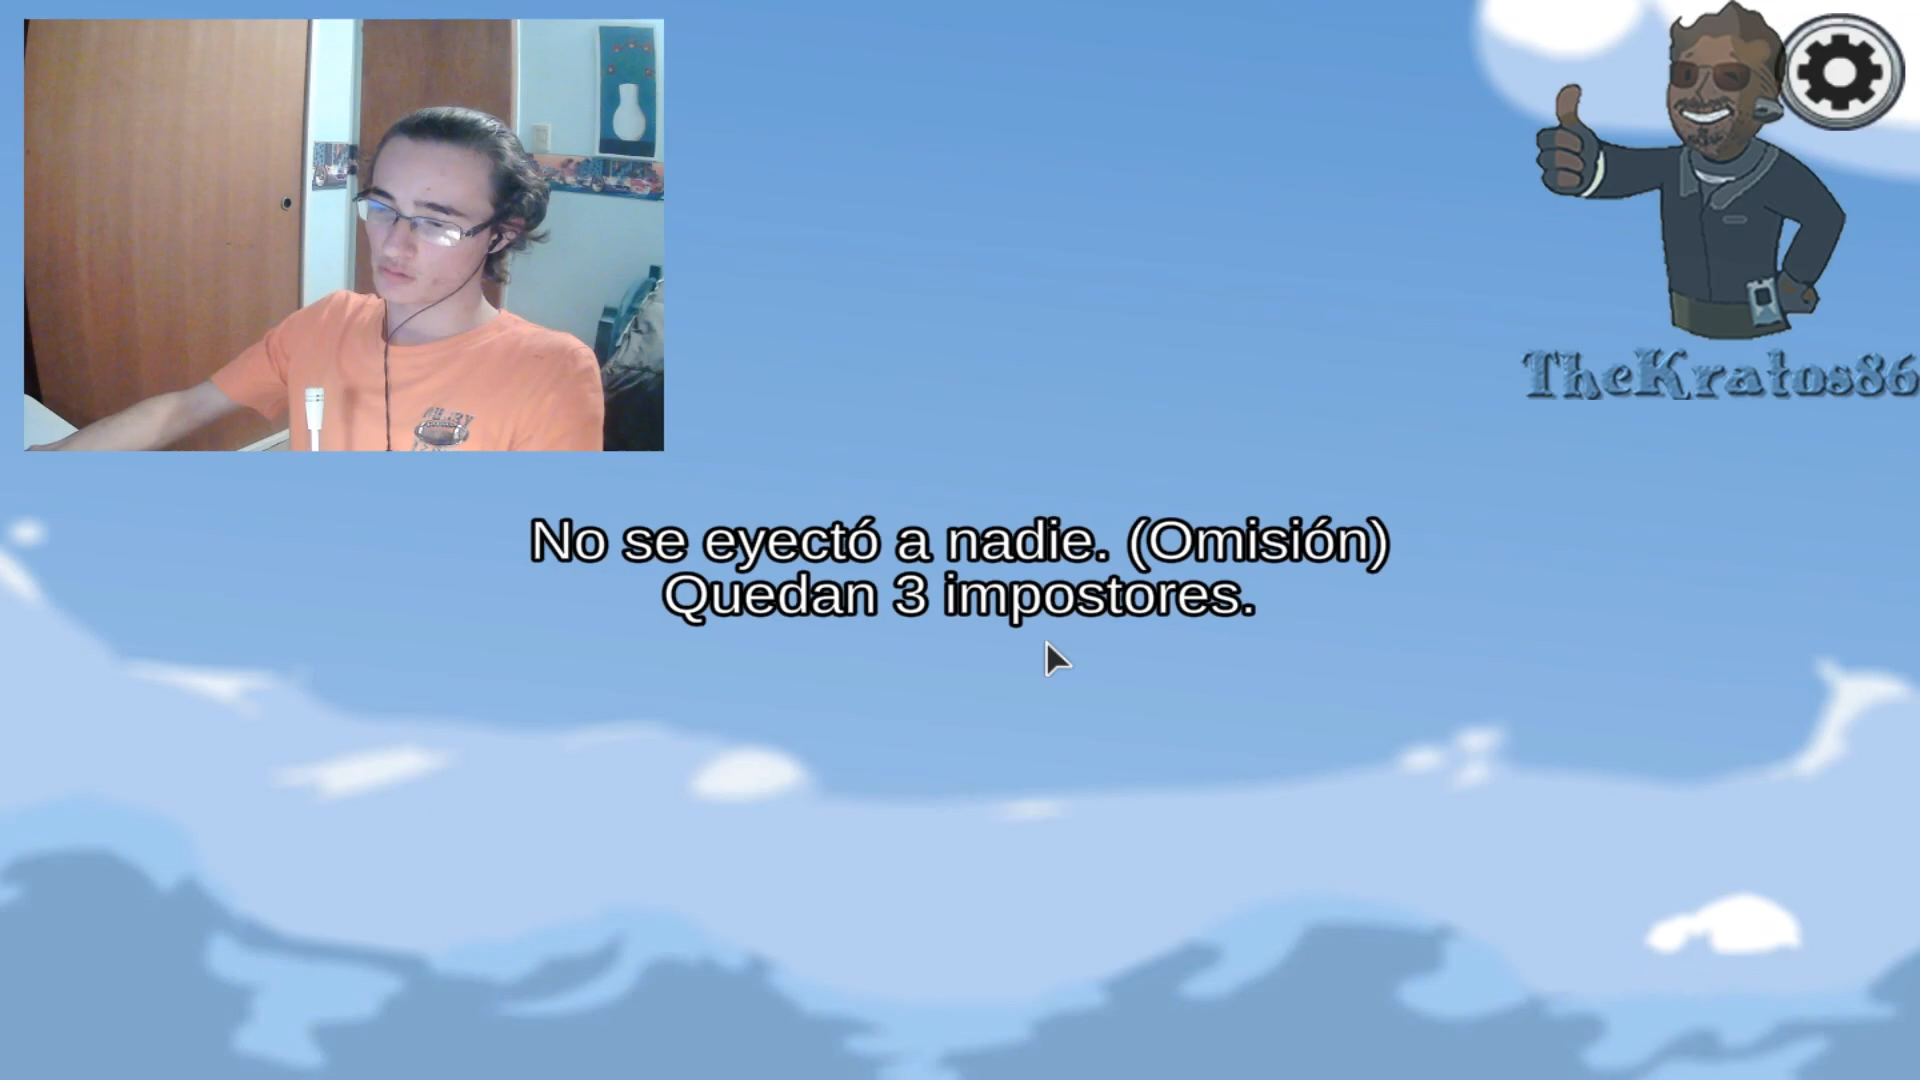 TheKratos86
No se eyectó a nadie. (Omisión)
Quedan 3 impostores.